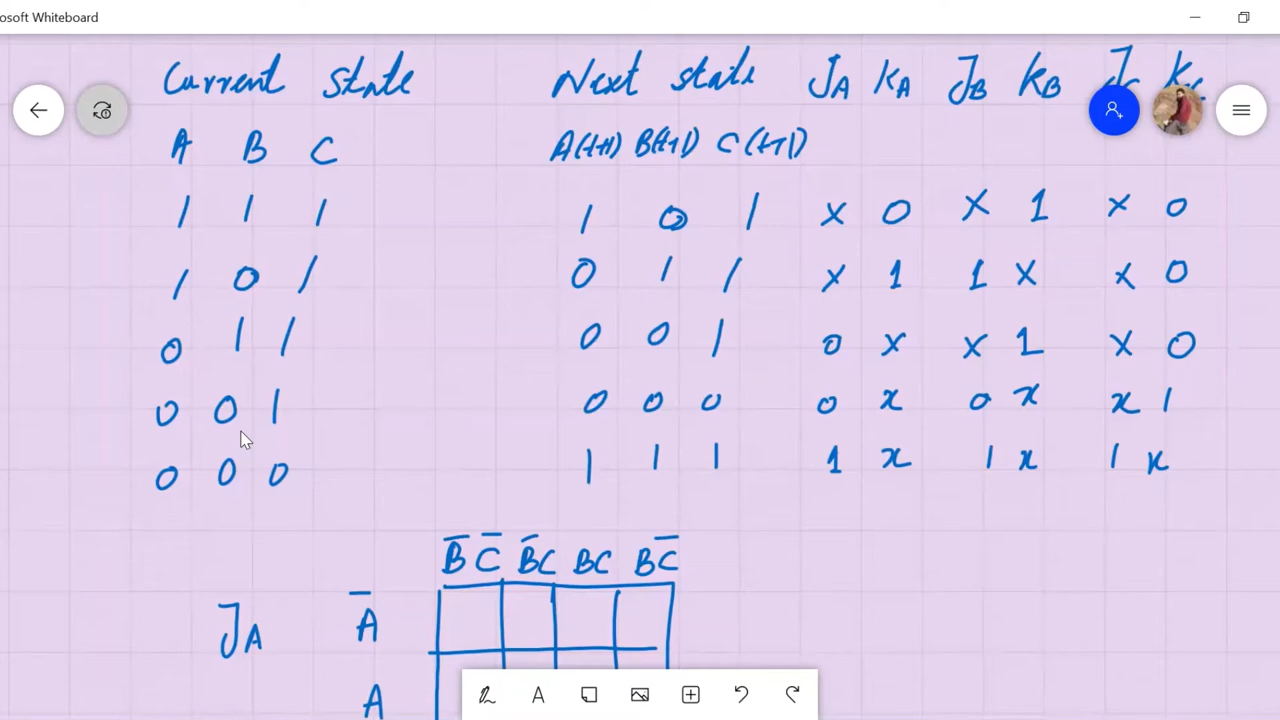 osoft Whiteboard
Current State Next state JA KA JB KB JC KC
A B C A(t+1) B(t+1) C(t+1)
1 1 1 1 0 1 x 0 x 1 x 0
1 0 1 0 1 1 x 1 1 x x 0
0 1 1 0 0 1 0 x x 1 x 0
0 0 1 0 0 0 0 x 0 x x 1
0 0 0 1 1 1 1 x 1 x 1 x
B̅ C̅ B̅C BC BC̅
JA A̅
A